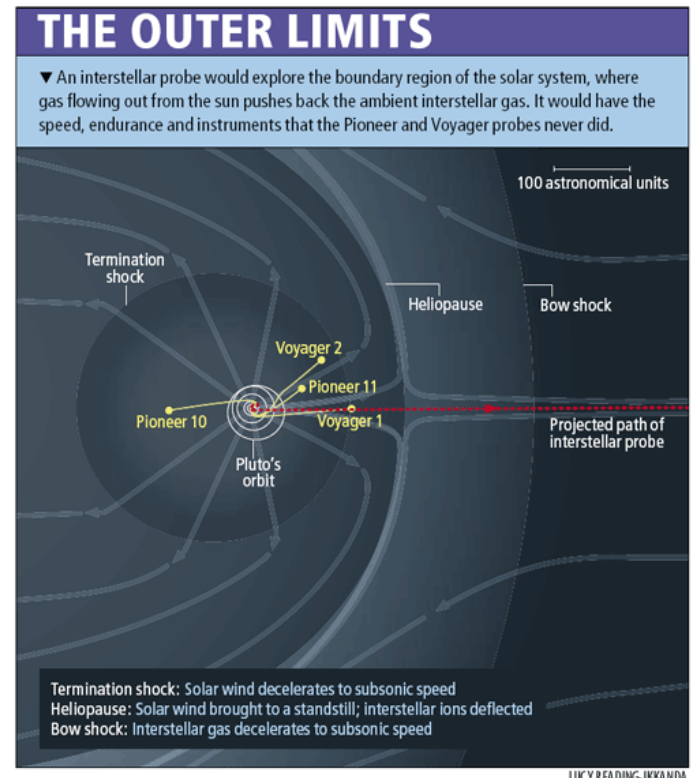 THE OUTER LIMITS
▼ An interstellar probe would explore the boundary region of the solar system, where
gas flowing out from the sun pushes back the ambient interstellar gas. It would have the
speed, endurance and instruments that the Pioneer and Voyager probes never did.
100 astronomical units
Termination
shock
Heliopause
Bow shock
Voyager 2
Pioneer 11
Pioneer 10
Voyager 1
Projected path of
interstellar probe
Pluto's
orbit
Termination shock: Solar wind decelerates to subsonic speed
Heliopause: Solar wind brought to a standstill; interstellar ions deflected
Bow shock: Interstellar gas decelerates to subsonic speed
LUCY READING-IKKANDA